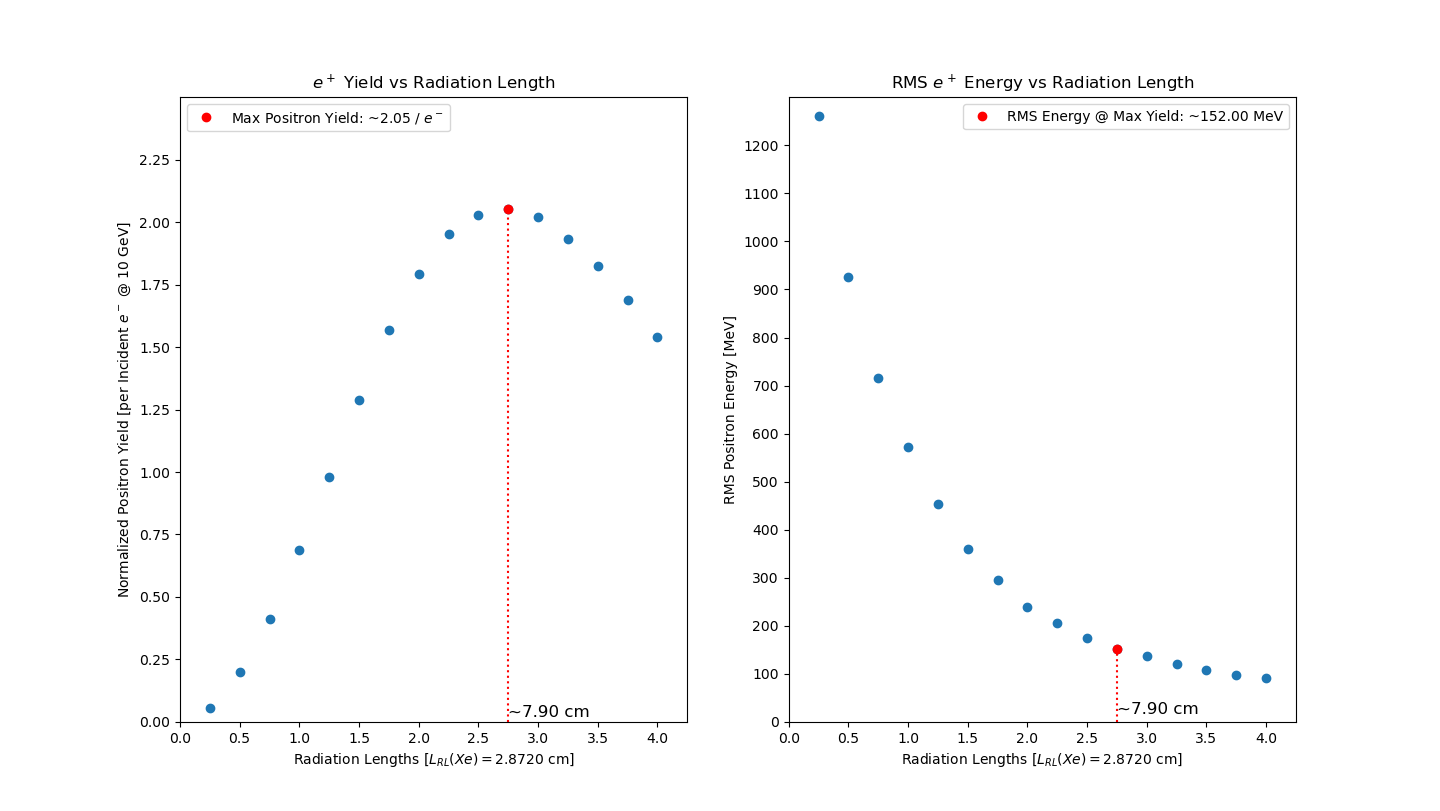 e⁺ Yield vs Radiation Length
Max Positron Yield: ~2.05 / e⁻
Normalized Positron Yield [per Incident e⁻ @ 10 GeV]
2.25
2.00
1.75
1.50
1.25
1.00
0.75
0.50
0.25
0.00
~7.90 cm
0.0 0.5 1.0 1.5 2.0 2.5 3.0 3.5 4.0
Radiation Lengths [L_RL(Xe) = 2.8720 cm]
RMS e⁺ Energy vs Radiation Length
RMS Energy @ Max Yield: ~152.00 MeV
RMS Positron Energy [MeV]
1200
1100
1000
900
800
700
600
500
400
300
200
100
0
~7.90 cm
0.0 0.5 1.0 1.5 2.0 2.5 3.0 3.5 4.0
Radiation Lengths [L_RL(Xe) = 2.8720 cm]